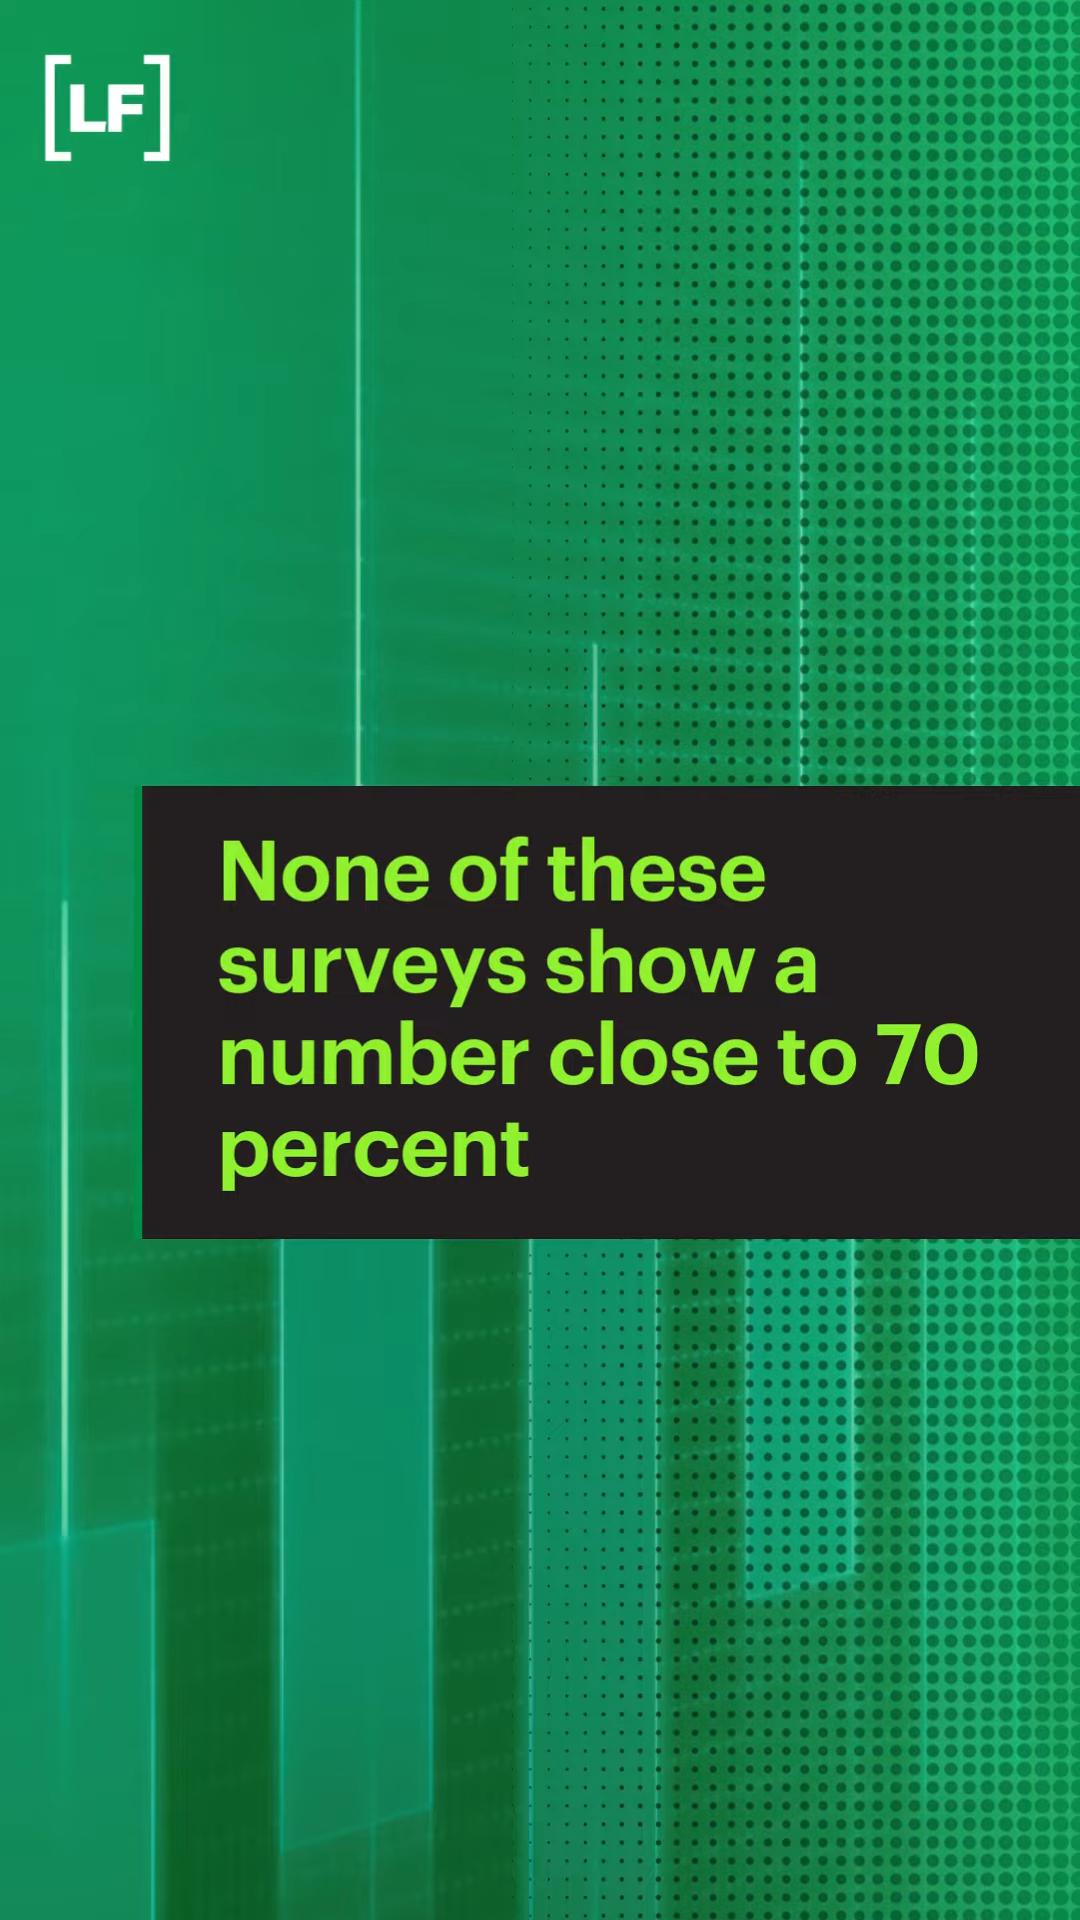 [LF]
None of these
surveys show a
number close to 70
percent